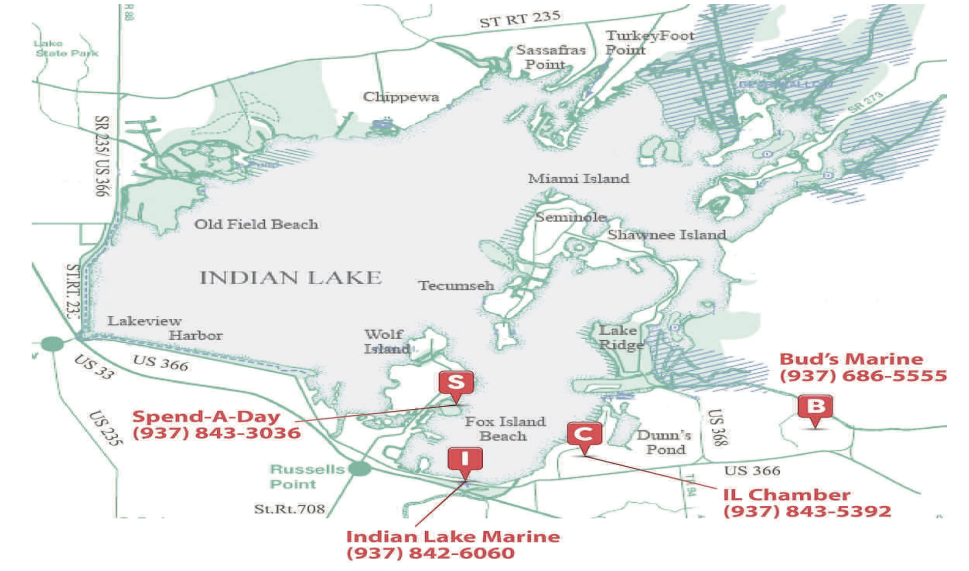 R 88
ST RT 235
Lake
State Park
Sassafras
Point
TurkeyFoot
Point
Chippewa
SR 273
SR 235/ US 366
Miami Island
Old Field Beach
Seminole
Shawnee Island
INDIAN LAKE
Tecumseh
ST.RT. 23
Lakeview
Harbor
Wolf
Island
Lake
Ridge
US 33
US 366
Bud's Marine
(937) 686-5555
S
B
Spend-A-Day
(937) 843-3036
US 235
Fox Island
Beach
C
Dunn's
Pond
US 368
I
Russells
Point
US 366
St.Rt.708
IL Chamber
(937) 843-5392
Indian Lake Marine
(937) 842-6060